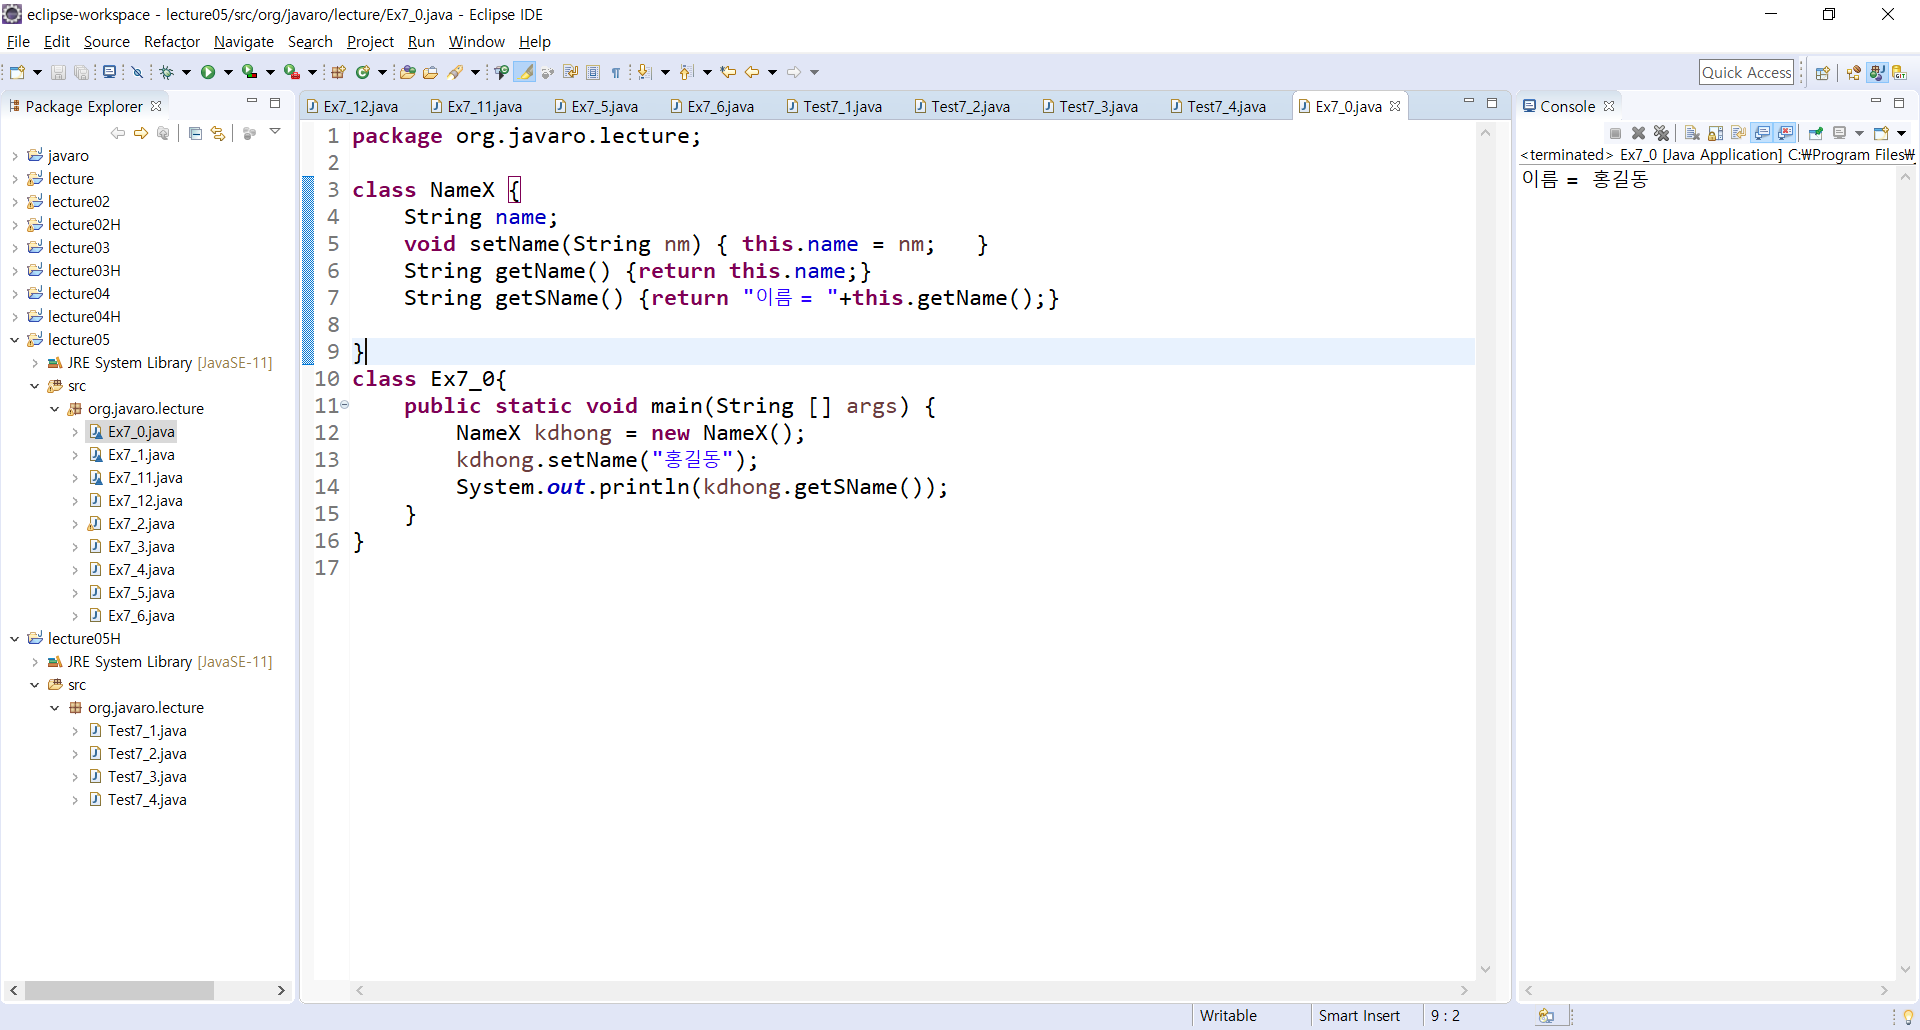 eclipse-workspace - lecture05/src/org/javaro/lecture/Ex7_0.java - Eclipse IDE
File Edit Source Refactor Navigate Search Project Run Window Help
Quick Access
Package Explorer
javaro
lecture
lecture02
lecture02H
lecture03
lecture03H
lecture04
lecture04H
lecture05
JRE System Library [JavaSE-11]
src
org.javaro.lecture
Ex7_0.java
Ex7_1.java
Ex7_11.java
Ex7_12.java
Ex7_2.java
Ex7_3.java
Ex7_4.java
Ex7_5.java
Ex7_6.java
lecture05H
JRE System Library [JavaSE-11]
src
org.javaro.lecture
Test7_1.java
Test7_2.java
Test7_3.java
Test7_4.java
Ex7_12.java Ex7_11.java Ex7_5.java Ex7_6.java Test7_1.java Test7_2.java Test7_3.java Test7_4.java Ex7_0.java
1 package org.javaro.lecture;
2
3 class NameX {
4     String name;
5     void setName(String nm) { this.name = nm;   }
6     String getName() {return this.name;}
7     String getSName() {return "이름 = "+this.getName();}
8
9 }
10 class Ex7_0{
11     public static void main(String [] args) {
12         NameX kdhong = new NameX();
13         kdhong.setName("홍길동");
14         System.out.println(kdhong.getSName());
15     }
16 }
17
Console
<terminated> Ex7_0 [Java Application] C:₩Program Files₩
이름 = 홍길동
Writable Smart Insert 9 : 2